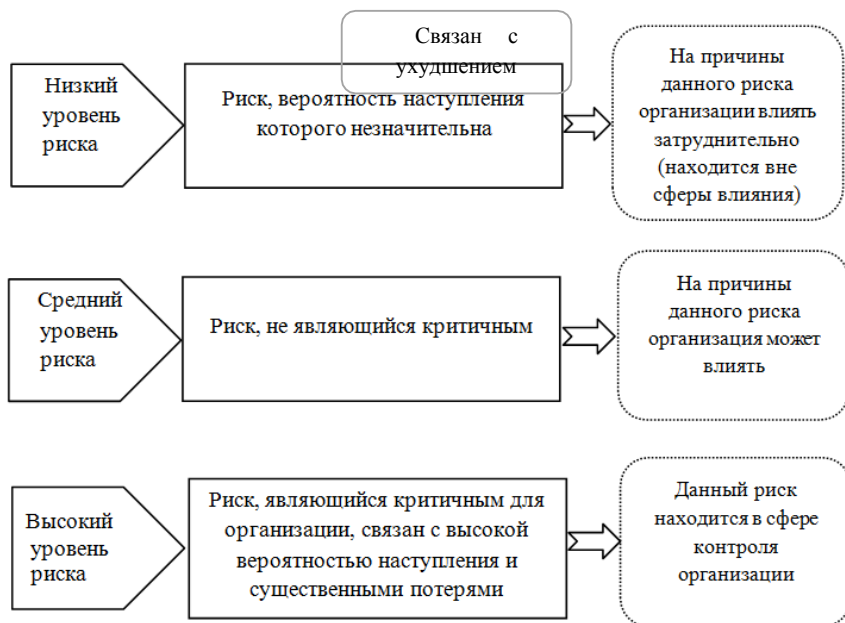 Связан с
ухудшением
Низкий
уровень
риска
Риск, вероятность наступления
которого незначительна
На причины
данного риска
организации влиять
затруднительно
(находится вне
сферы влияния)
Средний
уровень
риска
Риск, не являющийся критичным
На причины
данного риска
организация может
влиять
Высокий
уровень
риска
Риск, являющийся критичным для
организации, связан с высокой
вероятностью наступления и
существенными потерями
Данный риск
находится в сфере
контроля
организации